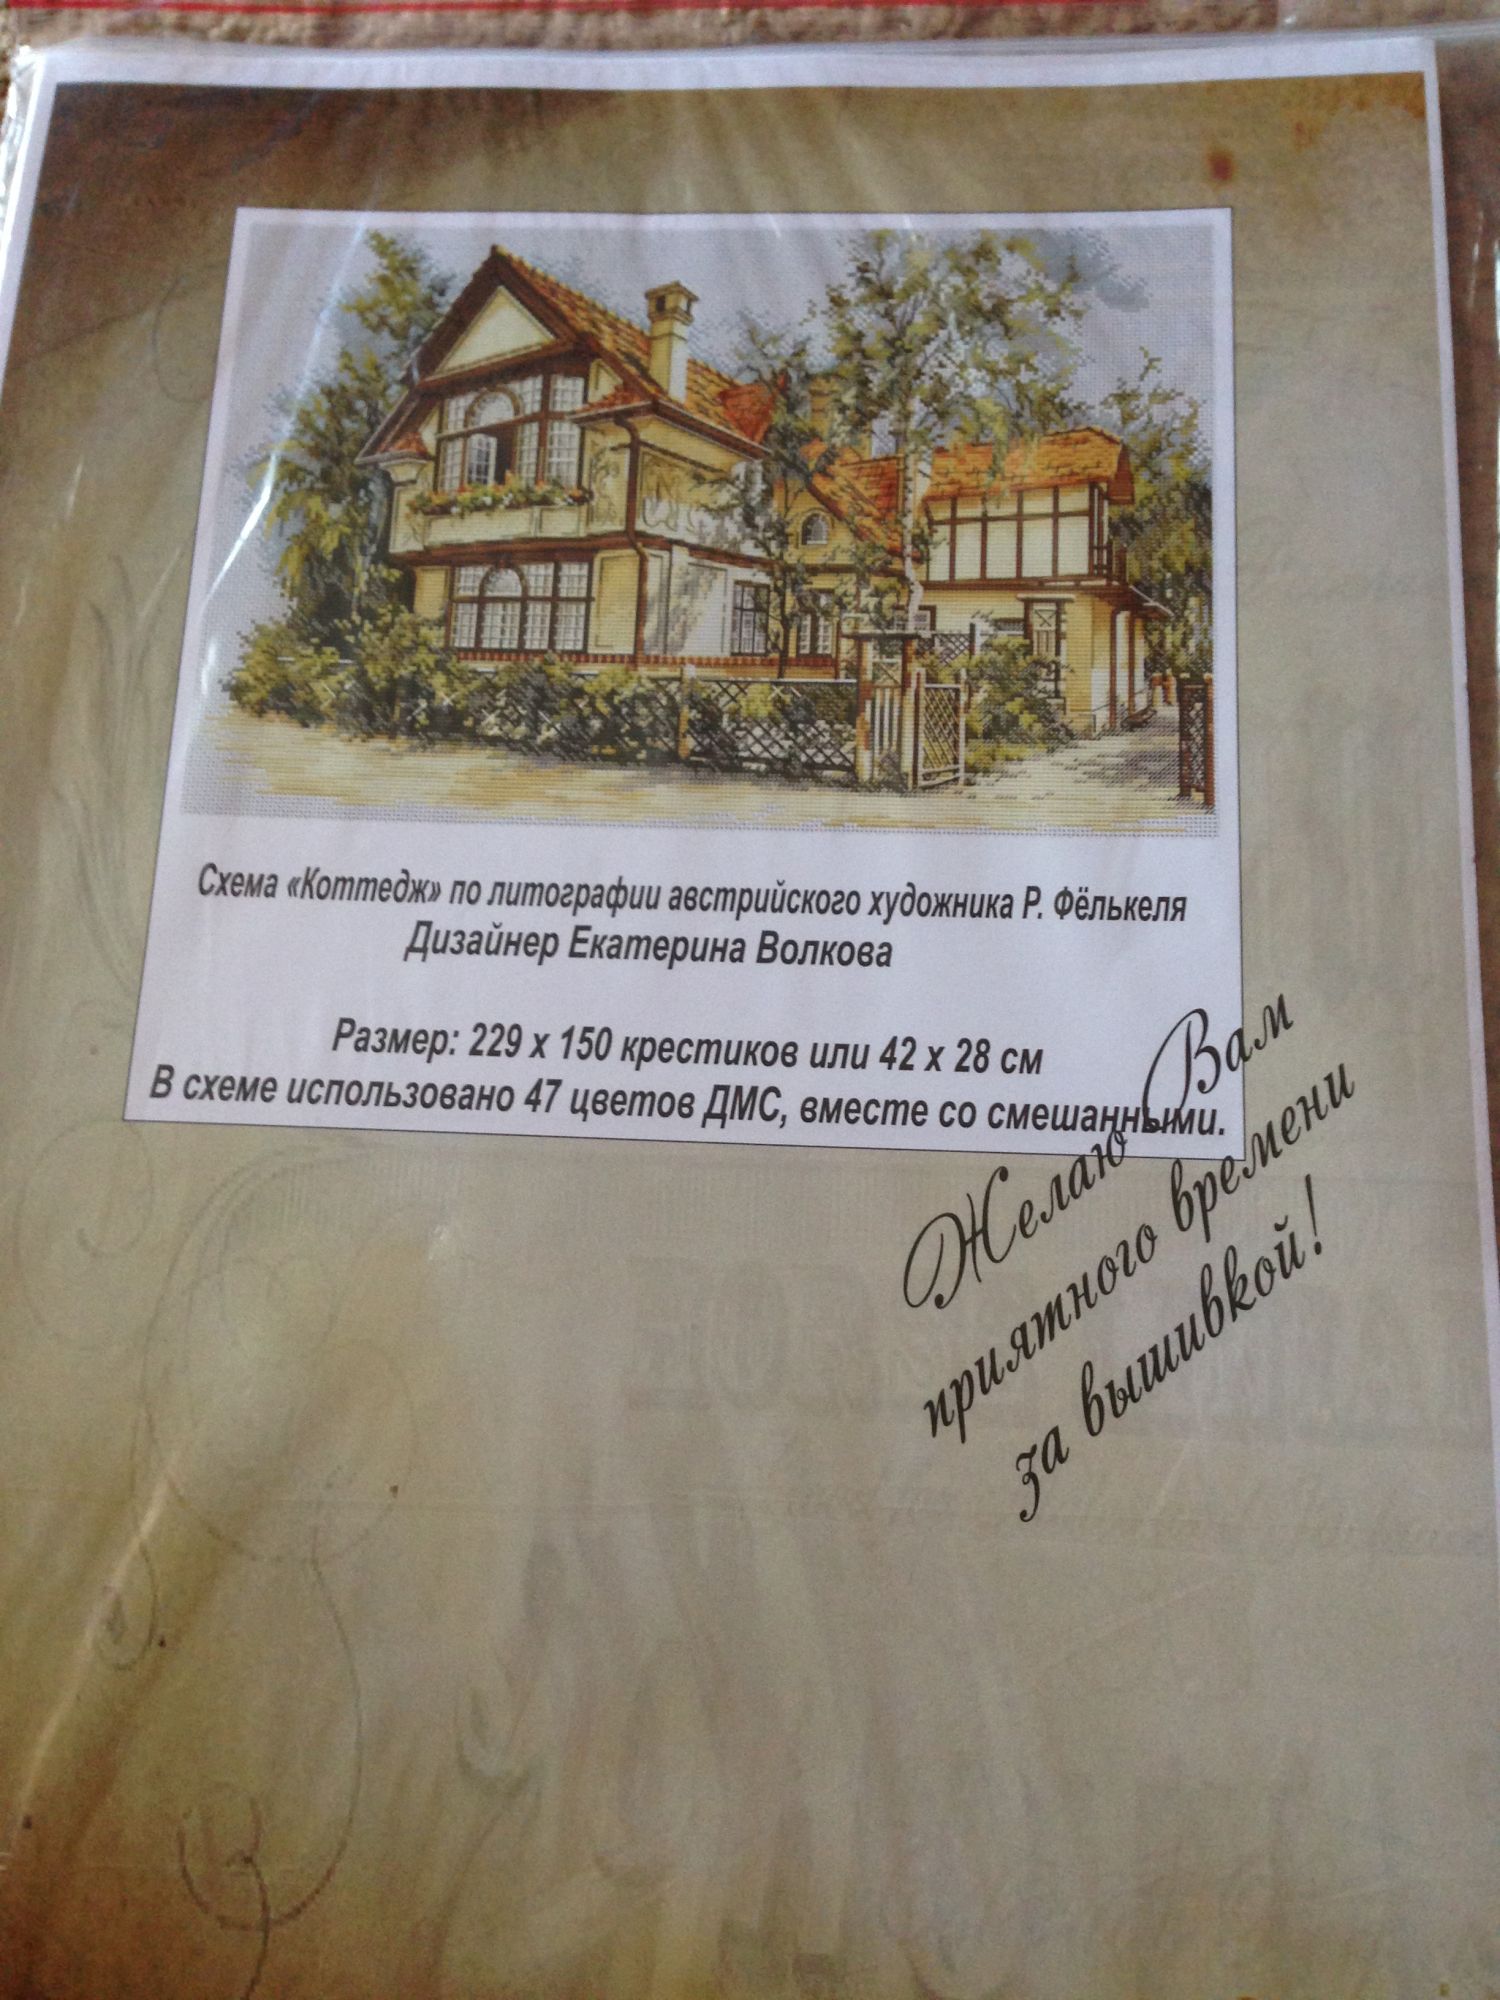 Схема «Коттедж» по литографии австрийского художника Р. Фёлькеля
Дизайнер Екатерина Волкова
Размер: 229 х 150 крестиков или 42 х 28 см
В схеме использовано 47 цветов ДМС, вместе со смешанными.
Желаю Вам
приятного времени
за вышивкой!